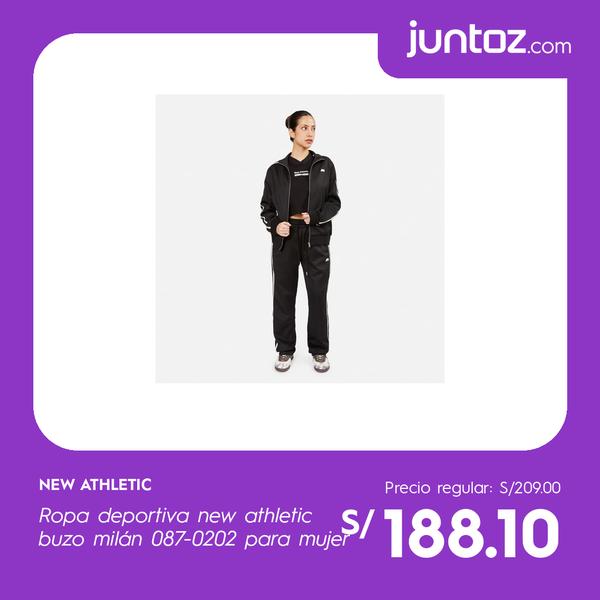 juntoz.com
NEW ATHLETIC
Ropa deportiva new athletic
buzo milán 087-0202 para mujer
Precio regular: S/209.00
S/188.10